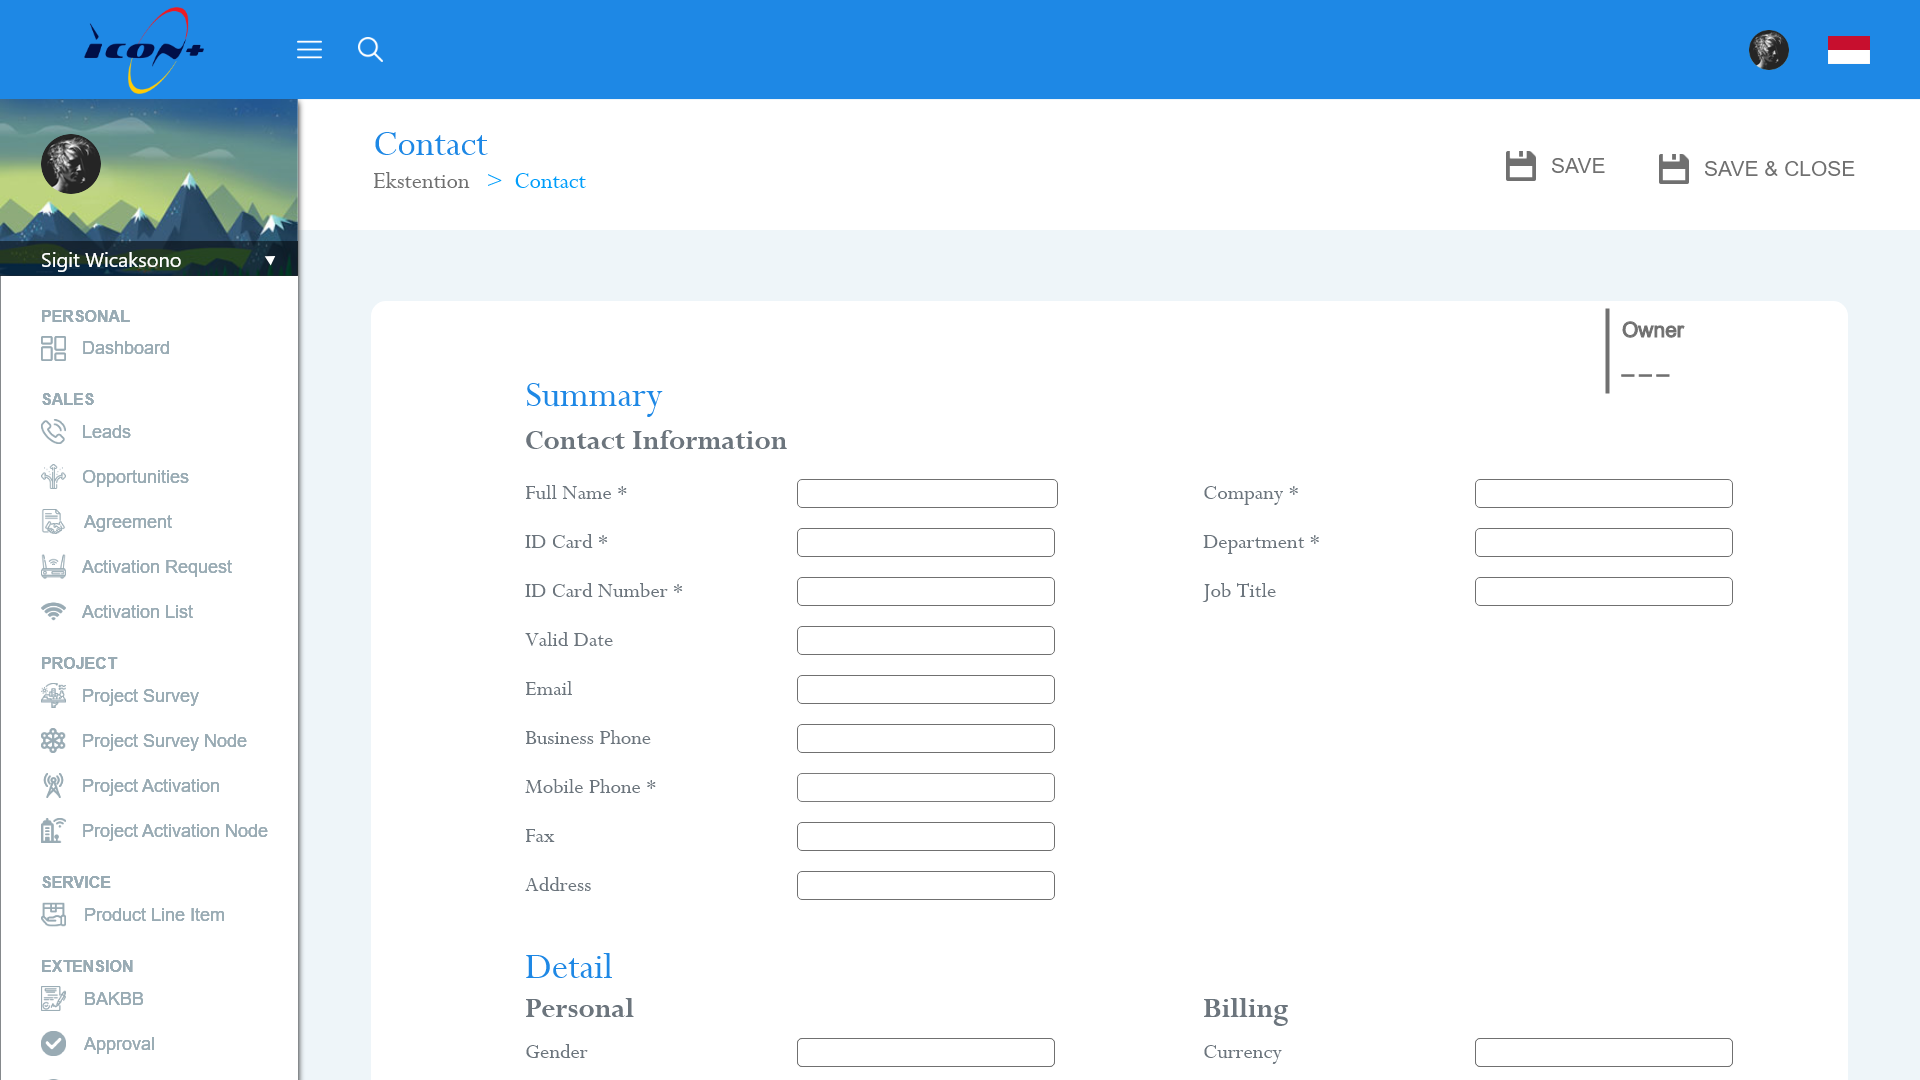 icon+
Contact
Ekstention > Contact
SAVE
SAVE & CLOSE
Sigit Wicaksono
PERSONAL
Dashboard
SALES
Leads
Opportunities
Agreement
Activation Request
Activation List
PROJECT
Project Survey
Project Survey Node
Project Activation
Project Activation Node
SERVICE
Product Line Item
EXTENSION
BAKBB
Approval
Owner
---
Summary
Contact Information
Full Name *
ID Card *
ID Card Number *
Valid Date
Email
Business Phone
Mobile Phone *
Fax
Address
Company *
Department *
Job Title
Detail
Personal
Gender
Billing
Currency